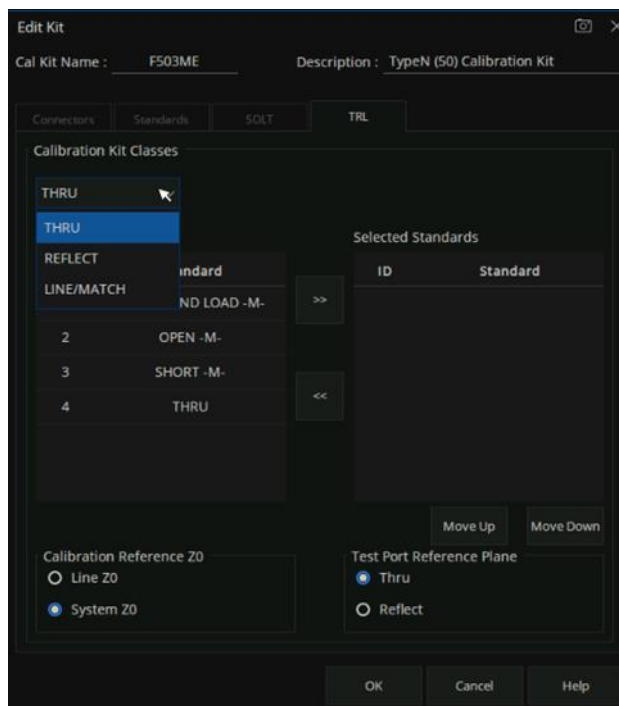 Edit Kit
Cal Kit Name : F503ME Description : TypeN (50) Calibration Kit
Connectors Standards SOLT TRL
Calibration Kit Classes
THRU
THRU
REFLECT
LINE/MATCH
Selected Standards
ndard
ID Standard
ND LOAD -M-
>>
2 OPEN -M-
3 SHORT -M-
<<
4 THRU
Move Up Move Down
Calibration Reference Z0
Line Z0
System Z0
Test Port Reference Plane
Thru
Reflect
OK Cancel Help